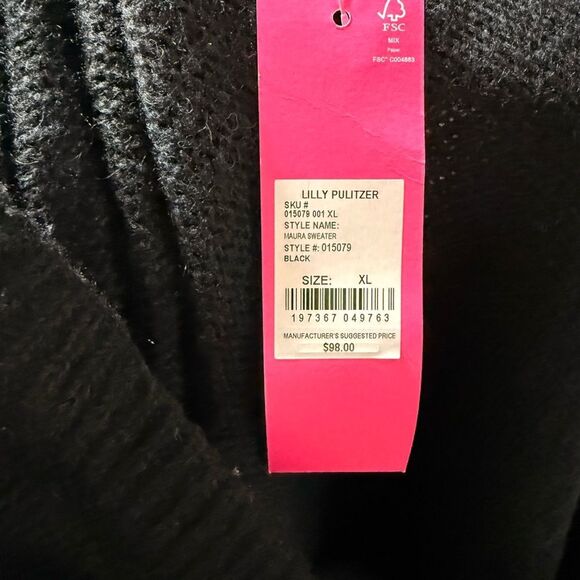 FSC
MIX
Paper
FSC® C004883
LILLY PULITZER
SKU #
015079 001 XL
STYLE NAME:
MAURA SWEATER
STYLE #: 015079
BLACK
SIZE: XL
197367 049763
MANUFACTURER'S SUGGESTED PRICE
$98.00